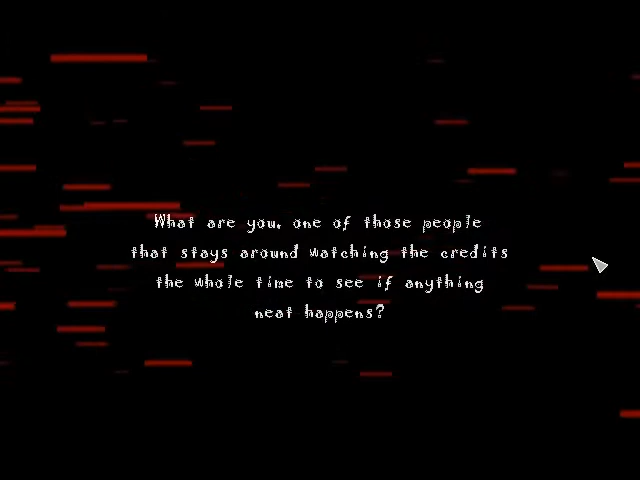 What are you, one of those people
that stays around watching the credits
the whole time to see if anything
neat happens?